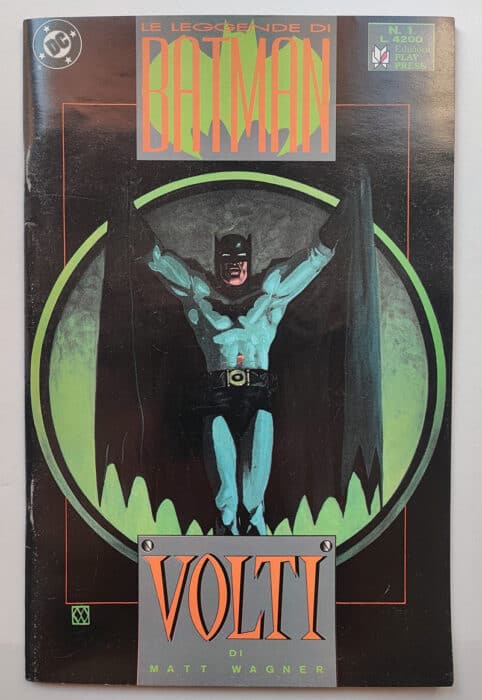 DC
LE LEGGENDE DI
BATMAN
N. 1
L. 4200
Edizioni
PLAY
PRESS
VOLTI
DI
MATT WAGNER